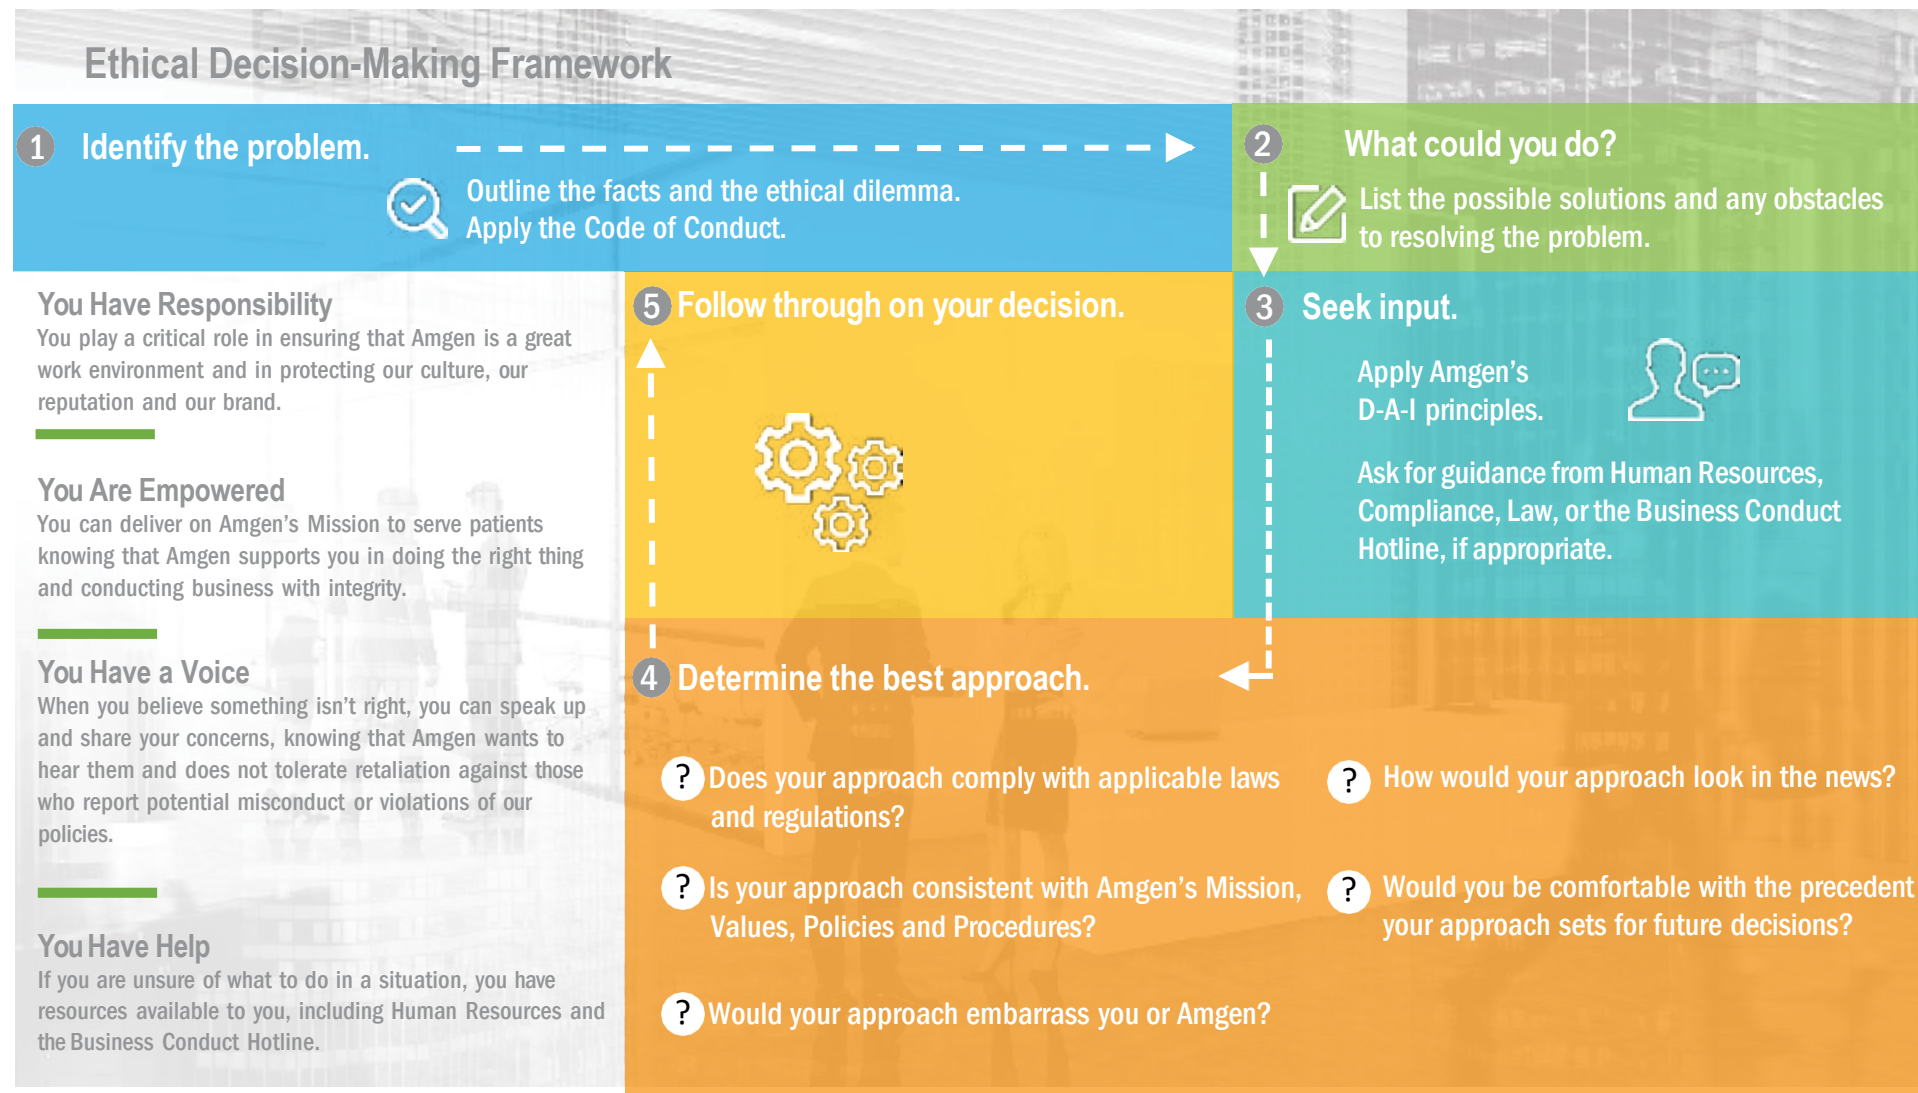 Ethical Decision-Making Framework
1 Identify the problem.
Outline the facts and the ethical dilemma.
Apply the Code of Conduct.
2 What could you do?
List the possible solutions and any obstacles
to resolving the problem.
3 Seek input.
Apply Amgen's
D-A-I principles.
Ask for guidance from Human Resources,
Compliance, Law, or the Business Conduct
Hotline, if appropriate.
4 Determine the best approach.
? Does your approach comply with applicable laws
and regulations?
? Is your approach consistent with Amgen's Mission,
Values, Policies and Procedures?
? Would your approach embarrass you or Amgen?
? How would your approach look in the news?
? Would you be comfortable with the precedent
your approach sets for future decisions?
5 Follow through on your decision.
You Have Responsibility
You play a critical role in ensuring that Amgen is a great
work environment and in protecting our culture, our
reputation and our brand.
You Are Empowered
You can deliver on Amgen's Mission to serve patients
knowing that Amgen supports you in doing the right thing
and conducting business with integrity.
You Have a Voice
When you believe something isn't right, you can speak up
and share your concerns, knowing that Amgen wants to
hear them and does not tolerate retaliation against those
who report potential misconduct or violations of our
policies.
You Have Help
If you are unsure of what to do in a situation, you have
resources available to you, including Human Resources and
the Business Conduct Hotline.